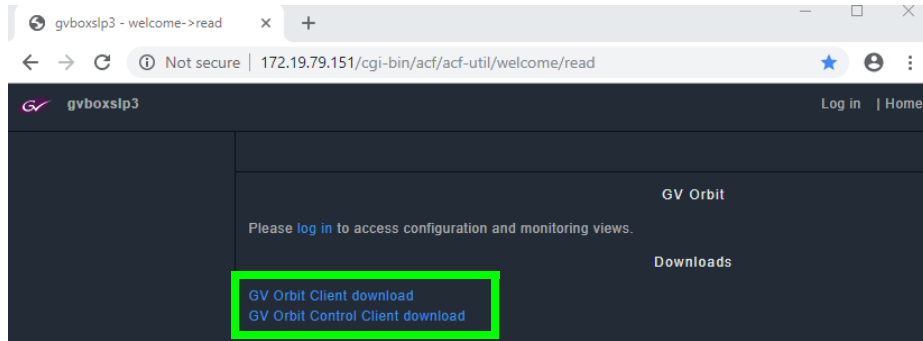 gvboxslp3 - welcome->read
Not secure | 172.19.79.151/cgi-bin/acf/acf-util/welcome/read
GV gvboxslp3 Log in | Home
GV Orbit
Please log in to access configuration and monitoring views.
Downloads
GV Orbit Client download
GV Orbit Control Client download